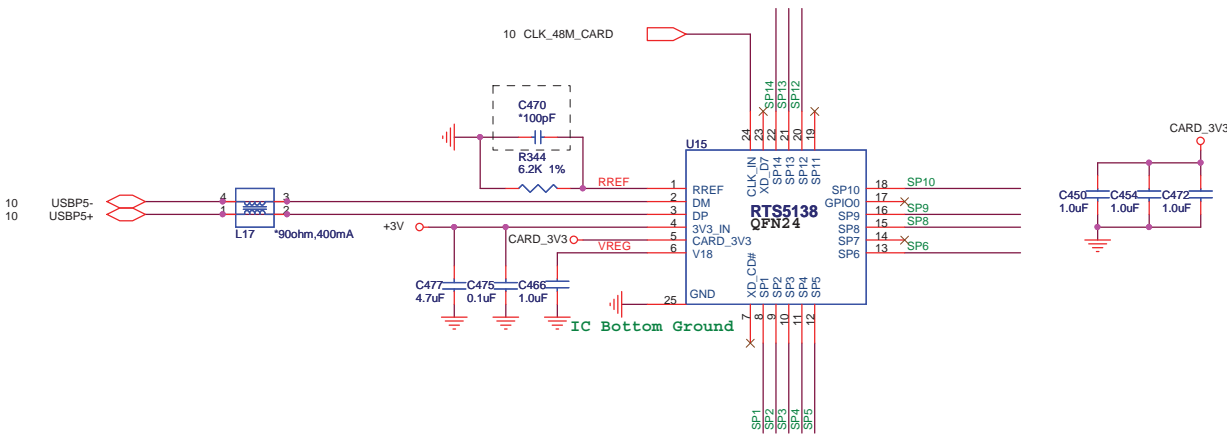 10 CLK_48M_CARD
SP14
SP13
SP12
C470
*100pF
R344
6.2K 1%
RREF
U15
24
23
22
21
20
19
CLK_IN
XD_D7
SP14
SP13
SP12
SP11
CARD_3V3
C450
1.0uF
C454
1.0uF
C472
1.0uF
10 USBP5-
10 USBP5+
4
3
1
2
L17 *90ohm,400mA
+3V
CARD_3V3
VREG
1 RREF
2 DM
3 DP
4 3V3_IN
5 CARD_3V3
6 V18
25 GND
RTS5138
QFN24
SP10 18 SP10
GPIO0 17
SP9 16 SP9
SP8 15 SP8
SP7 14
SP6 13 SP6
C477
4.7uF
C475
0.1uF
C466
1.0uF
XD_CD#
SP1
SP2
SP3
SP4
SP5
7
8
9
10
11
12
IC Bottom Ground
SP1
SP2
SP3
SP4
SP5